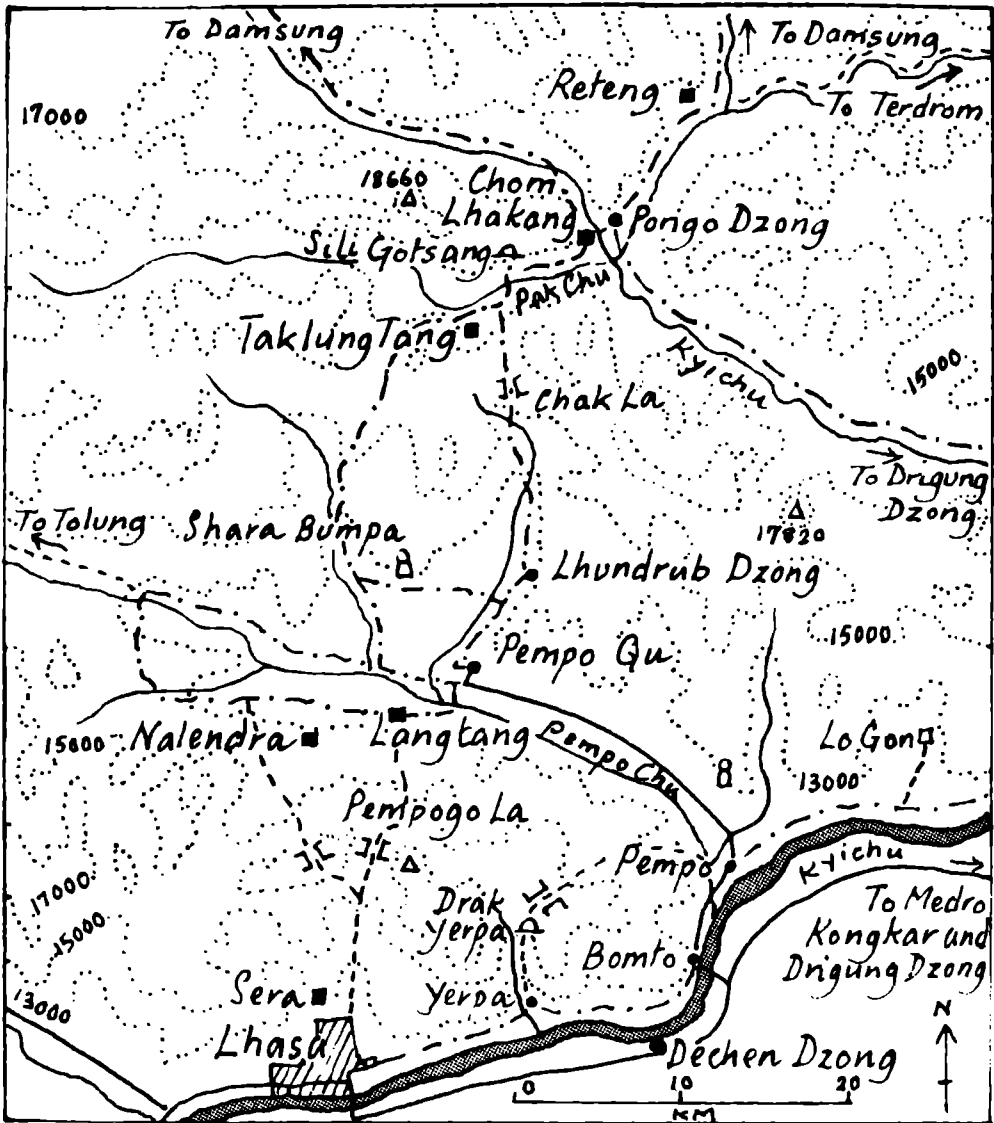 To Damsung
To Damsung
Reteng
To Terdrom
17000
18660
Chom.
Lhakang
Pongo Dzong
Sili Gotsang
Pak Chu
Taklung Tang
Kyichu
15000
Chak La
To Drigung
Dzong
17820
To Tolung
Shara Bumpa
Lhundrub Dzong
15000
Pempo Qu
15000
Nalendra
Langtang
Pempo Chu
Lo Gon
13000
Pempogo La
Pempo
Kyichu
17000
15000
Drak
Yerpa
To Medro
Kongkar and
Drigung Dzong
Bomto
13000
Sera
Yerpa
N
Lhasa
Dechen Dzong
0 10 20
KM